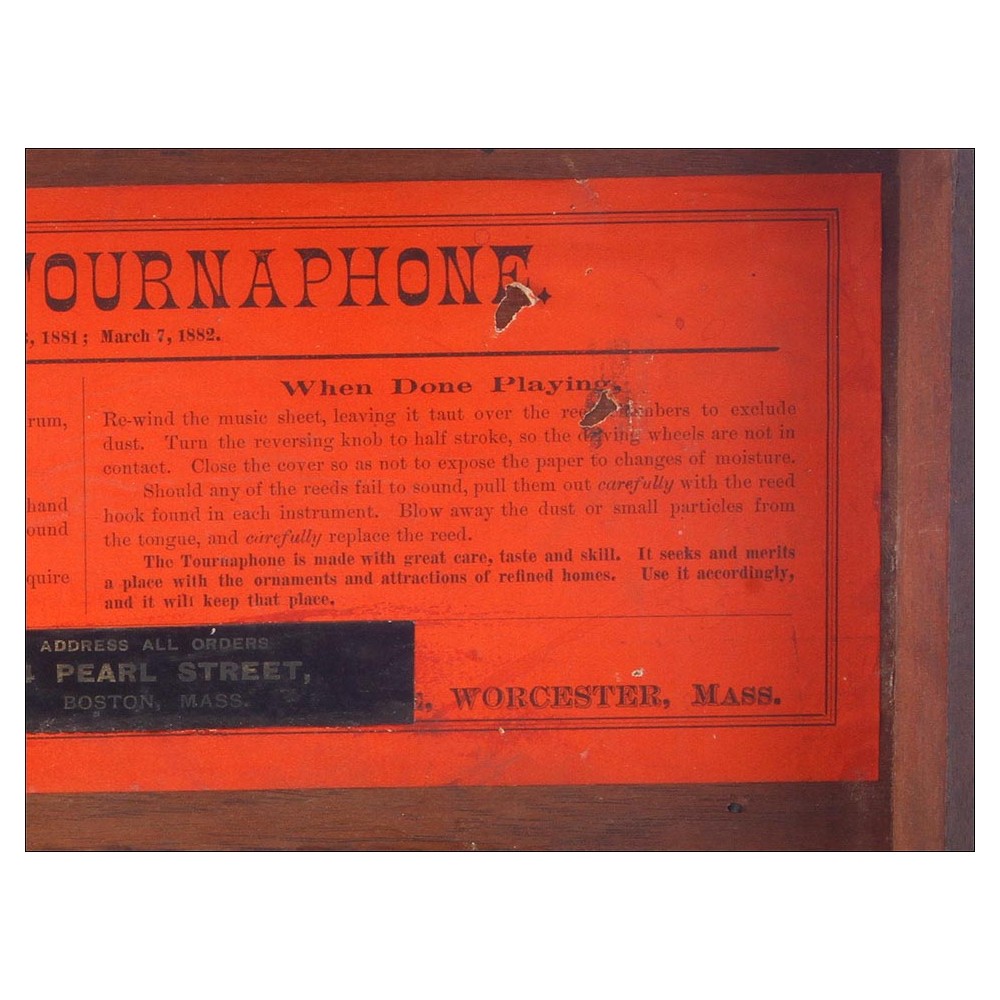 TOURNAPHONE.
, 1881; March 7, 1882.
rum,
hand
ound
quire
When Done Playing,
Re-wind the music sheet, leaving it taut over the reed chambers to exclude
dust. Turn the reversing knob to half stroke, so the driving wheels are not in
contact. Close the cover so as not to expose the paper to changes of moisture.
Should any of the reeds fail to sound, pull them out carefully with the reed
hook found in each instrument. Blow away the dust or small particles from
the tongue, and carefully replace the reed.
The Tournaphone is made with great care, taste and skill. It seeks and merits
a place with the ornaments and attractions of refined homes. Use it accordingly,
and it will keep that place.
ADDRESS ALL ORDERS
PEARL STREET,
BOSTON, MASS.
WORCESTER, MASS.